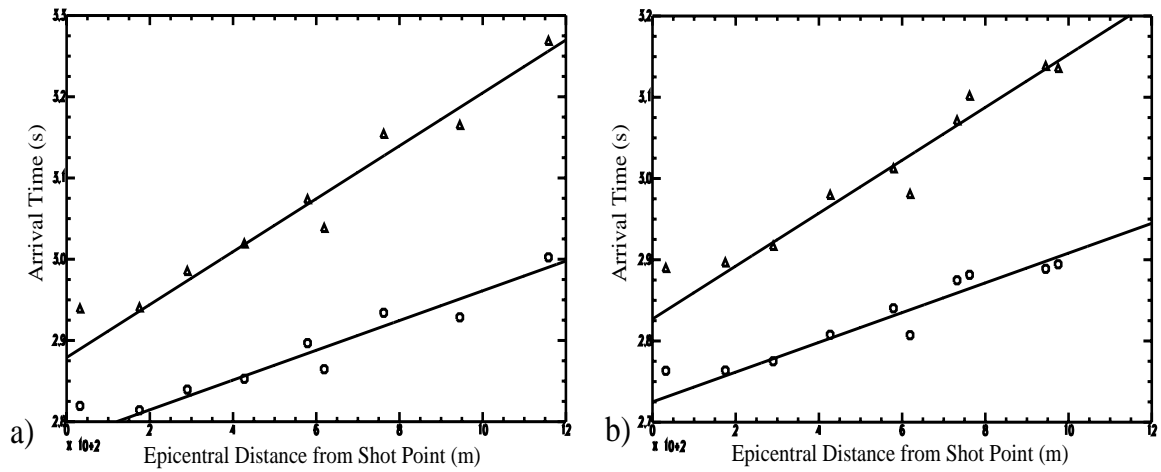 3.3
3.2
3.1
3.0
2.9
2.8
Arrival Time (s)
a)
0 2 4 6 8 10 12
x 10+2
Epicentral Distance from Shot Point (m)
3.2
3.1
3.0
2.9
2.8
2.7
Arrival Time (s)
b)
0 2 4 6 8 10 12
x 10+2
Epicentral Distance from Shot Point (m)